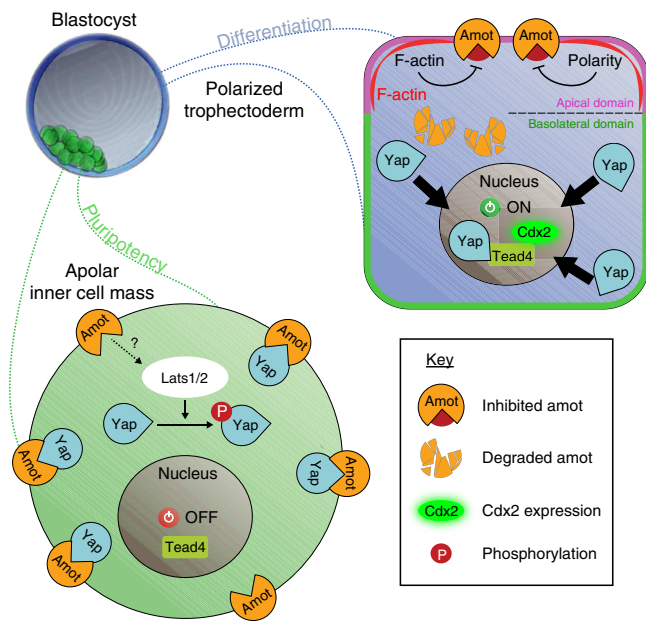 Blastocyst
Differentiation
Polarized
trophectoderm
Pluripotency
Amot
Amot
F-actin
Polarity
F-actin
Apical domain
Basolateral domain
Yap
Yap
Nucleus
ON
Cdx2
Yap
Tead4
Yap
Apolar
inner cell mass
Amot
?
Amot
Yap
Lats1/2
Yap
P
Yap
Yap
Amot
Yap
Amot
Nucleus
OFF
Tead4
Yap
Amot
Amot
Key
Amot
Inhibited amot
Degraded amot
Cdx2
Cdx2 expression
P
Phosphorylation